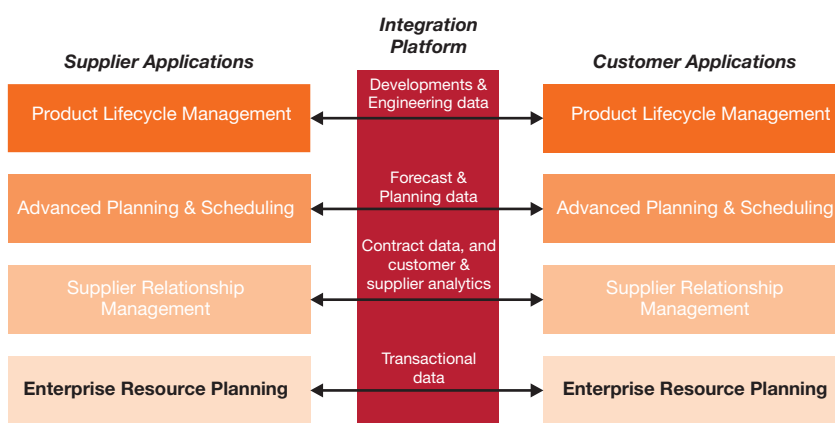 Integration
Platform
Supplier Applications
Customer Applications
Product Lifecycle Management
Developments &
Engineering data
Product Lifecycle Management
Advanced Planning & Scheduling
Forecast &
Planning data
Advanced Planning & Scheduling
Supplier Relationship
Management
Contract data, and
customer &
supplier analytics
Supplier Relationship
Management
Enterprise Resource Planning
Transactional
data
Enterprise Resource Planning